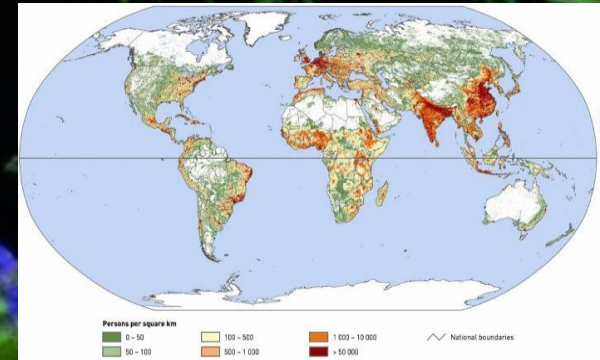 Persons per square km
0 – 50
100 – 500
1 000 – 10 000
National boundaries
50 – 100
500 – 1 000
> 50 000